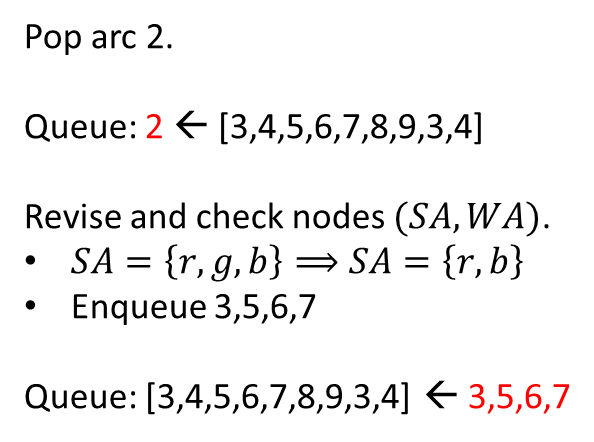 Pop arc 2.
Queue: 2 ← [3,4,5,6,7,8,9,3,4]
Revise and check nodes (SA, WA).
• SA = {r, g, b} ⟹ SA = {r, b}
• Enqueue 3,5,6,7
Queue: [3,4,5,6,7,8,9,3,4] ← 3,5,6,7